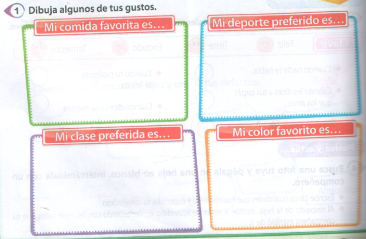 1 Dibuja algunos de tus gustos.
Mi comida favorita es...
Mi deporte preferido es...
Mi clase preferida es...
Mi color favorito es...